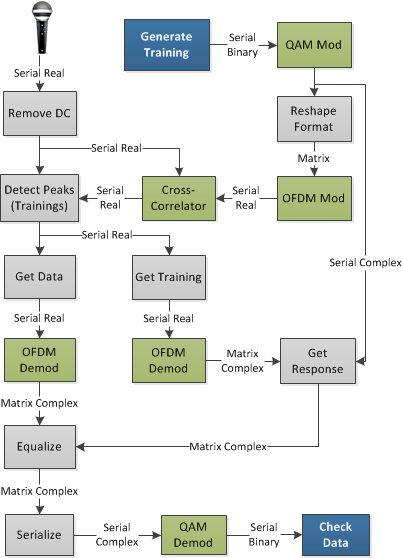 Generate
Training
Serial
Binary
QAM Mod
Serial Real
Remove DC
Reshape
Format
Serial Real
Matrix
Detect Peaks
(Trainings)
Serial
Real
Cross-
Correlator
Serial
Real
OFDM Mod
Serial Real
Serial Complex
Get Data
Get Training
Serial Real
Serial Real
OFDM
Demod
OFDM
Demod
Matrix
Complex
Get
Response
Matrix Complex
Equalize
Matrix Complex
Matrix Complex
Serialize
Serial
Complex
QAM
Demod
Serial
Binary
Check
Data